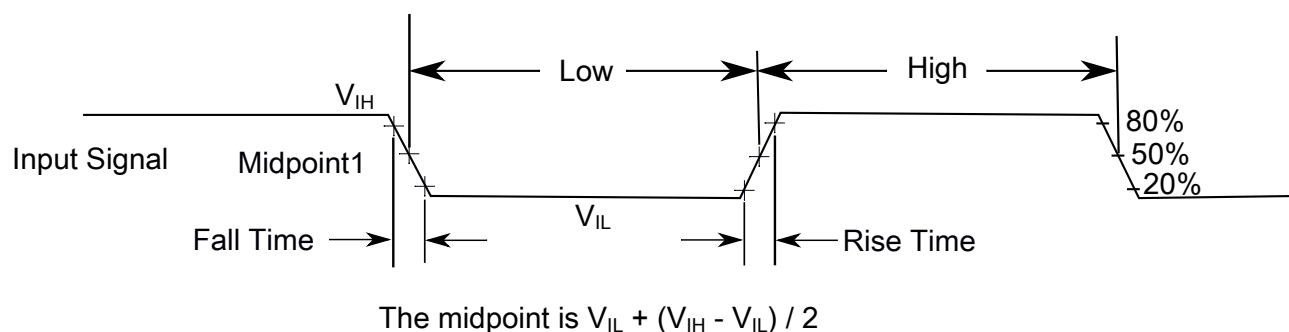 Low
High
V_IH
80%
Input Signal
Midpoint1
50%
20%
V_IL
Fall Time
Rise Time
The midpoint is V_IL + (V_IH - V_IL) / 2